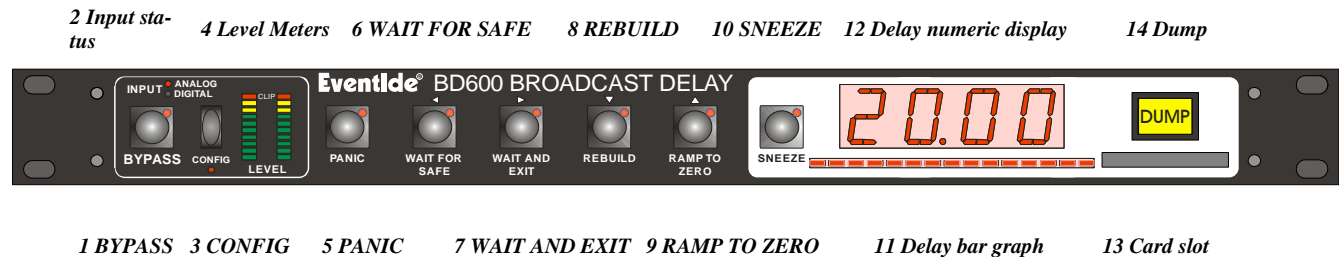 2 Input sta-
tus
4 Level Meters
6 WAIT FOR SAFE
8 REBUILD
10 SNEEZE
12 Delay numeric display
14 Dump
INPUT
ANALOG
DIGITAL
CLIP
BYPASS
CONFIG
LEVEL
EventIde® BD600 BROADCAST DELAY
PANIC
WAIT FOR
SAFE
WAIT AND
EXIT
REBUILD
RAMP TO
ZERO
SNEEZE
20.00
DUMP
1 BYPASS
3 CONFIG
5 PANIC
7 WAIT AND EXIT
9 RAMP TO ZERO
11 Delay bar graph
13 Card slot